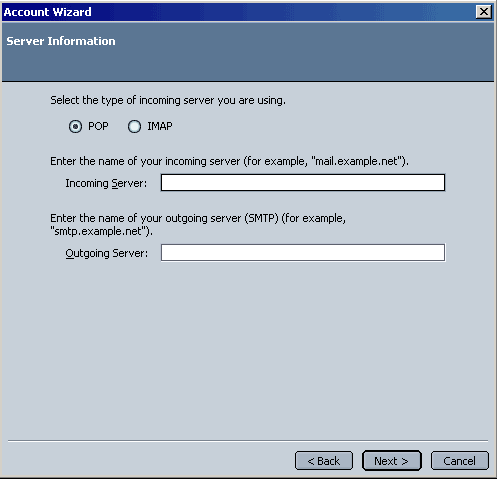 Account Wizard
Server Information
Select the type of incoming server you are using.
POP IMAP
Enter the name of your incoming server (for example, "mail.example.net").
Incoming Server:
Enter the name of your outgoing server (SMTP) (for example,
"smtp.example.net").
Outgoing Server:
< Back Next > Cancel